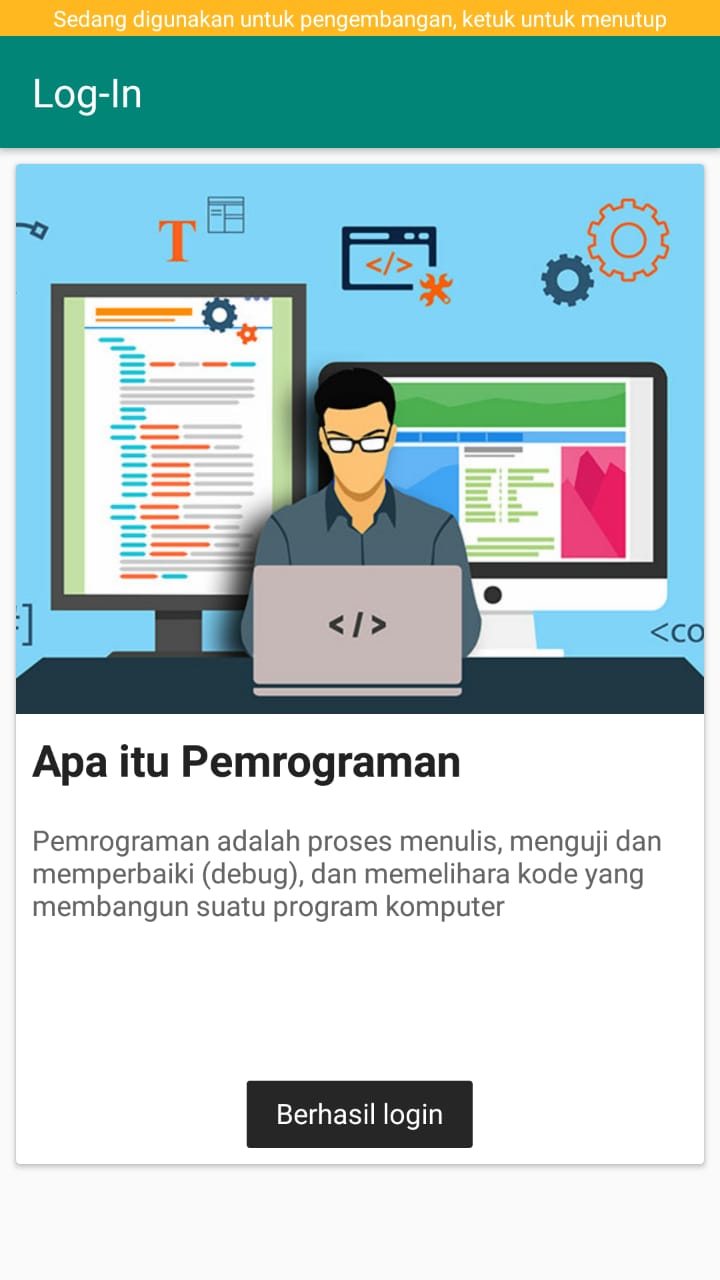 Sedang digunakan untuk pengembangan, ketuk untuk menutup
Log-In
T
</>
]
</>
<co
Apa itu Pemrograman
Pemrograman adalah proses menulis, menguji dan
memperbaiki (debug), dan memelihara kode yang
membangun suatu program komputer
Berhasil login